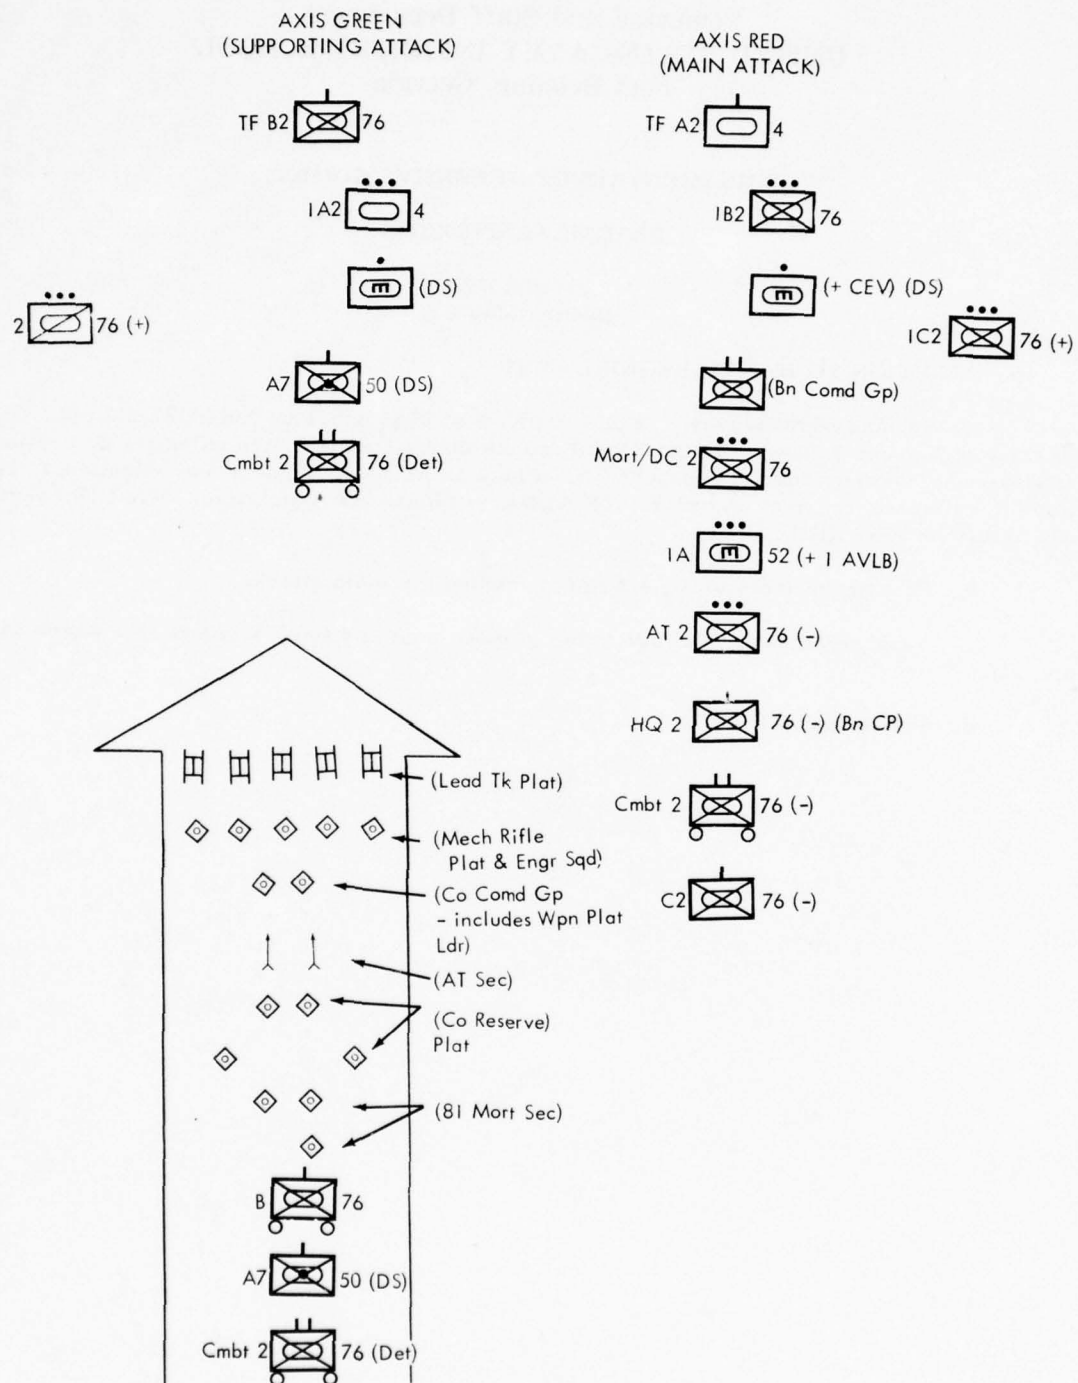 AXIS GREEN
(SUPPORTING ATTACK)
TF B2 76
1A2 4
E (DS)
2 76 (+)
A7 50 (DS)
Cmbt 2 76 (Det)
AXIS RED
(MAIN ATTACK)
TF A2 4
1B2 76
E (+ CEV) (DS)
1C2 76 (+)
(Bn Comd Gp)
Mort/DC 2 76
1A E 52 (+ 1 AVLB)
AT 2 76 (-)
HQ 2 76 (-) (Bn CP)
Cmbt 2 76 (-)
C2 76 (-)
(Lead Tk Plat)
(Mech Rifle
Plat & Engr Sqd)
(Co Comd Gp
- includes Wpn Plat
Ldr)
(AT Sec)
(Co Reserve)
Plat
(81 Mort Sec)
B 76
A7 50 (DS)
Cmbt 2 76 (Det)